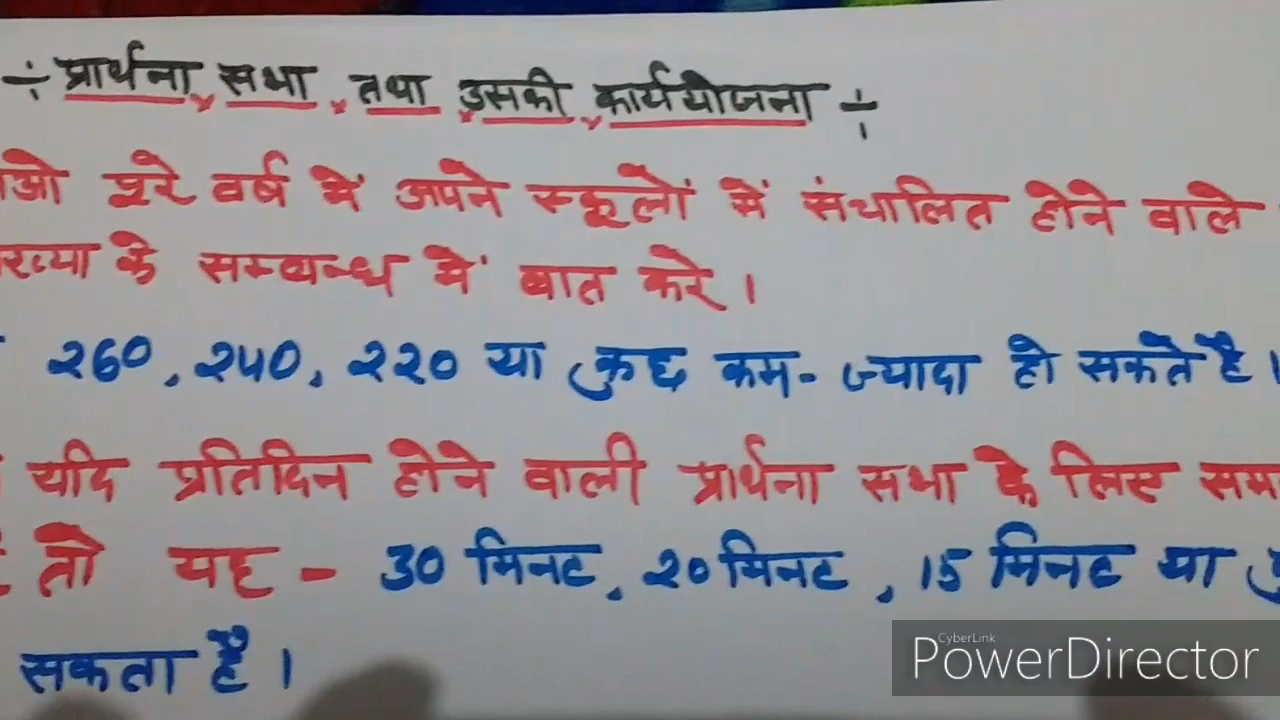 ÷ प्रार्थना सभा तथा उसकी कार्ययोजना ÷
पूरे वर्ष में अपने स्कूलों में संचालित होने वाले
के सम्बन्ध में बात करे।
260, 240, 220 या कुछ कम- ज्यादा हो सकते है।
यदि प्रतिदिन होने वाली प्रार्थना सभा के लिए
तो यह - 30 मिनट, 20 मिनट, 15 मिनट या
सकता है।
CyberLink
PowerDirector